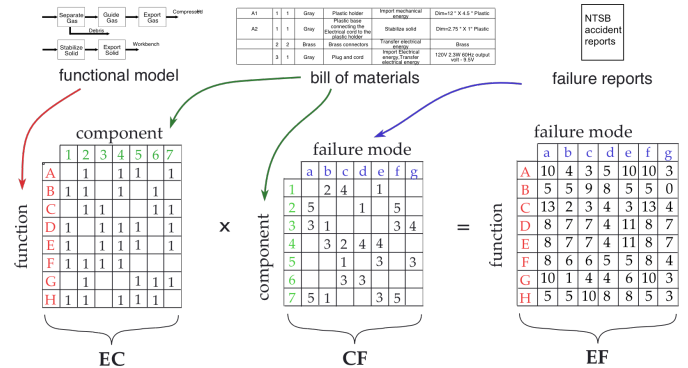 Separate Gas
Guide Gas
Export Gas
Debris
Stabilize Solid
Export Solid
Workbench
functional model
A1 1 1 Gray Plastic holder Import mechanical energy Dim=12 " X 4.5 " Plastic
A2 1 1 Gray Plastic base connecting the Electrical cord to the plastic holder Stabilize solid Dim=2.75 " X 1" Plastic
2 2 Brass Brass connectors Transfer electrical energy Brass
3 1 Gray Plug and cord Import Electrical energy,Transfer electrical energy 120V 2.3W 60Hz output volt - 9.5V
bill of materials
NTSB
accident
reports
failure reports
component
1 2 3 4 5 6 7
A 1 1 1 1
B 1 1 1 1
C 1 1 1 1
D 1 1 1 1 1
E 1 1 1 1 1
F 1 1 1 1
G 1 1 1 1
H 1 1 1 1 1
function
EC
x
failure mode
a b c d e f g
1 2 4 1
2 5 1 5
3 3 1 3 4
4 3 2 4 4
5 1 3 3
6 3 3
7 5 1 3 5
component
CF
=
failure mode
a b c d e f g
A 10 4 3 5 10 10 3
B 5 5 9 8 5 5 0
C 13 2 3 4 3 13 4
D 8 7 7 4 11 8 7
E 8 7 7 4 11 8 7
F 8 6 6 5 5 8 4
G 10 1 4 4 6 10 3
H 5 5 10 8 8 5 3
function
EF